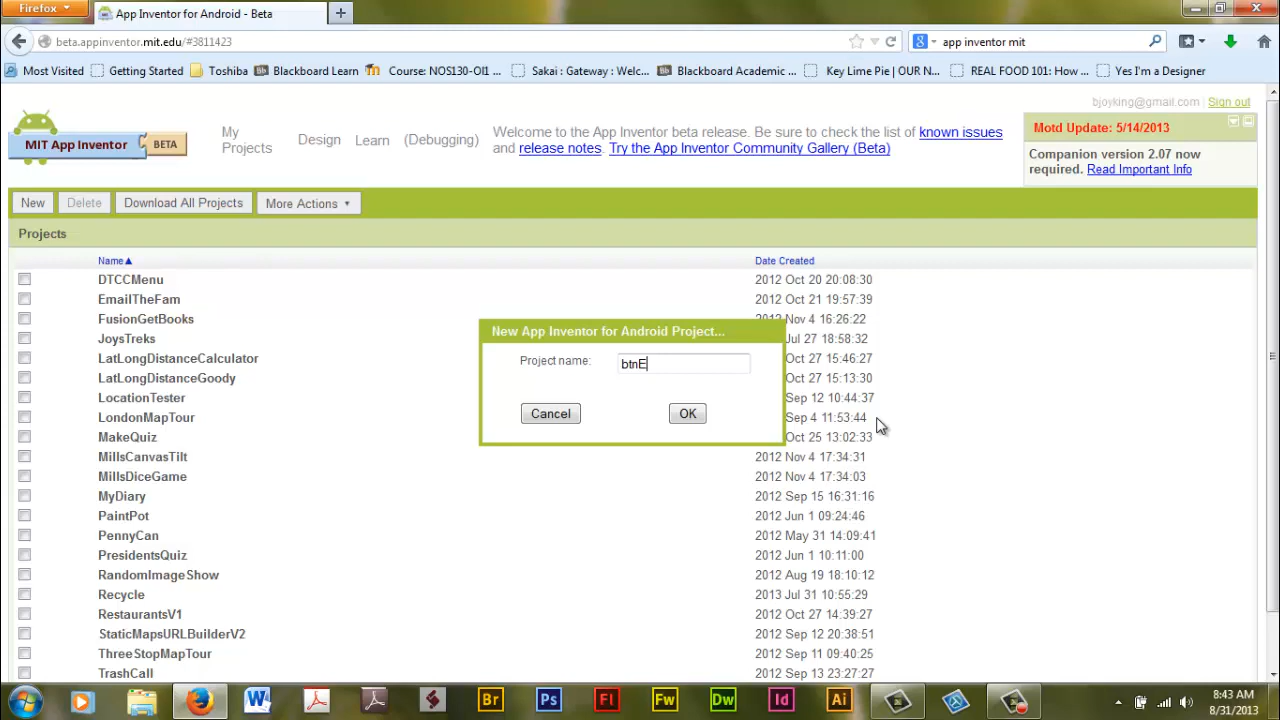 Firefox
App Inventor for Android - Beta
beta.appinventor.mit.edu/#3811423
app inventor mit
Most Visited Getting Started Toshiba Blackboard Learn Course: NOS130-OI1 ... Sakai : Gateway : Welc... Blackboard Academic ... Key Lime Pie | OUR N... REAL FOOD 101: How ... Yes I'm a Designer
bjoyking@gmail.com Sign out
MIT App Inventor BETA
My Projects Design Learn (Debugging)
Welcome to the App Inventor beta release. Be sure to check the list of known issues
and release notes. Try the App Inventor Community Gallery (Beta)
Motd Update: 5/14/2013
Companion version 2.07 now
required. Read Important Info
New Delete Download All Projects More Actions
Projects
Name Date Created
DTCCMenu 2012 Oct 20 20:08:30
EmailTheFam 2012 Oct 21 19:57:39
FusionGetBooks 2012 Nov 4 16:26:22
JoysTreks Jul 27 18:58:32
LatLongDistanceCalculator Oct 27 15:46:27
LatLongDistanceGoody Oct 27 15:13:30
LocationTester Sep 12 10:44:37
LondonMapTour Sep 4 11:53:44
MakeQuiz Oct 25 13:02:33
MillsCanvasTilt 2012 Nov 4 17:34:31
MillsDiceGame 2012 Nov 4 17:34:03
MyDiary 2012 Sep 15 16:31:16
PaintPot 2012 Jun 1 09:24:46
PennyCan 2012 May 31 14:09:41
PresidentsQuiz 2012 Jun 1 10:11:00
RandomImageShow 2012 Aug 19 18:10:12
Recycle 2013 Jul 31 10:55:29
RestaurantsV1 2012 Oct 27 14:39:27
StaticMapsURLBuilderV2 2012 Sep 12 20:38:51
ThreeStopMapTour 2012 Sep 11 09:40:25
TrashCall 2012 Sep 13 23:27:27
New App Inventor for Android Project...
Project name: btnE
Cancel OK
Br Ps Fl Fw Dw Id Ai
8:43 AM
8/31/2013